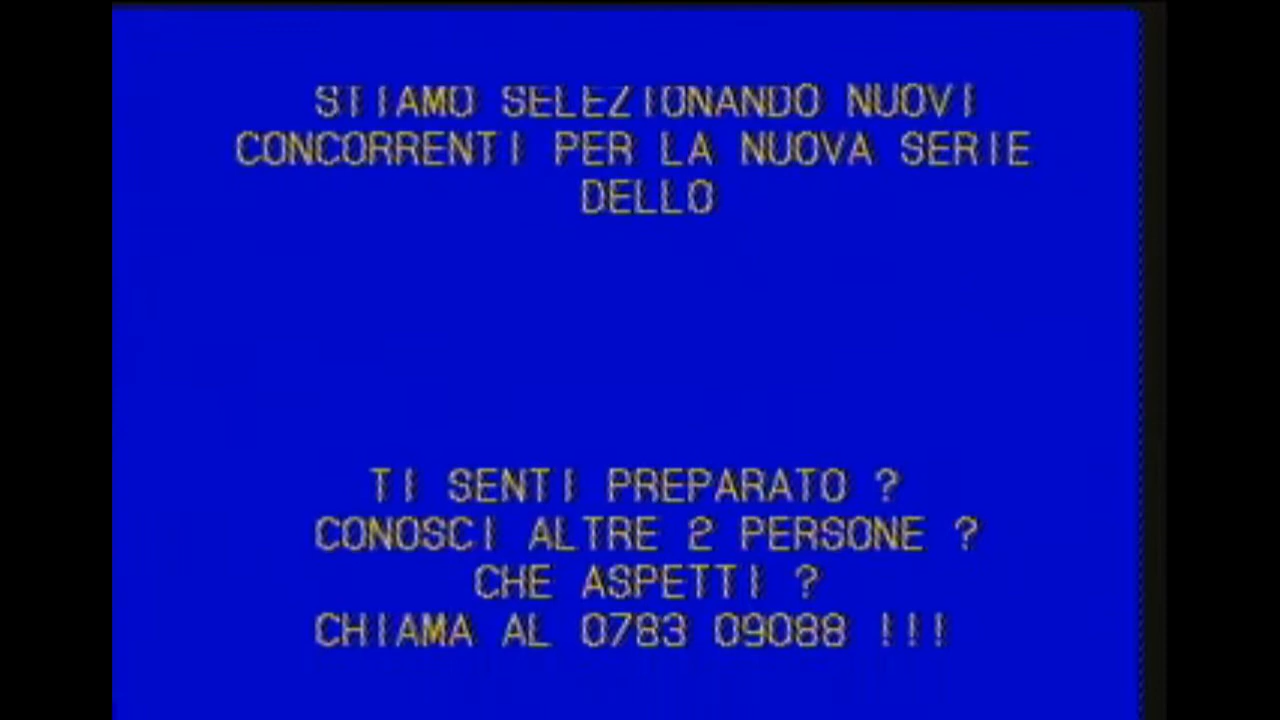 STIAMO SELEZIONANDO NUOVI
CONCORRENTI PER LA NUOVA SERIE
DELLO
TI SENTI PREPARATO ?
CONOSCI ALTRE 2 PERSONE ?
CHE ASPETTI ?
CHIAMA AL 0783 09088 !!!